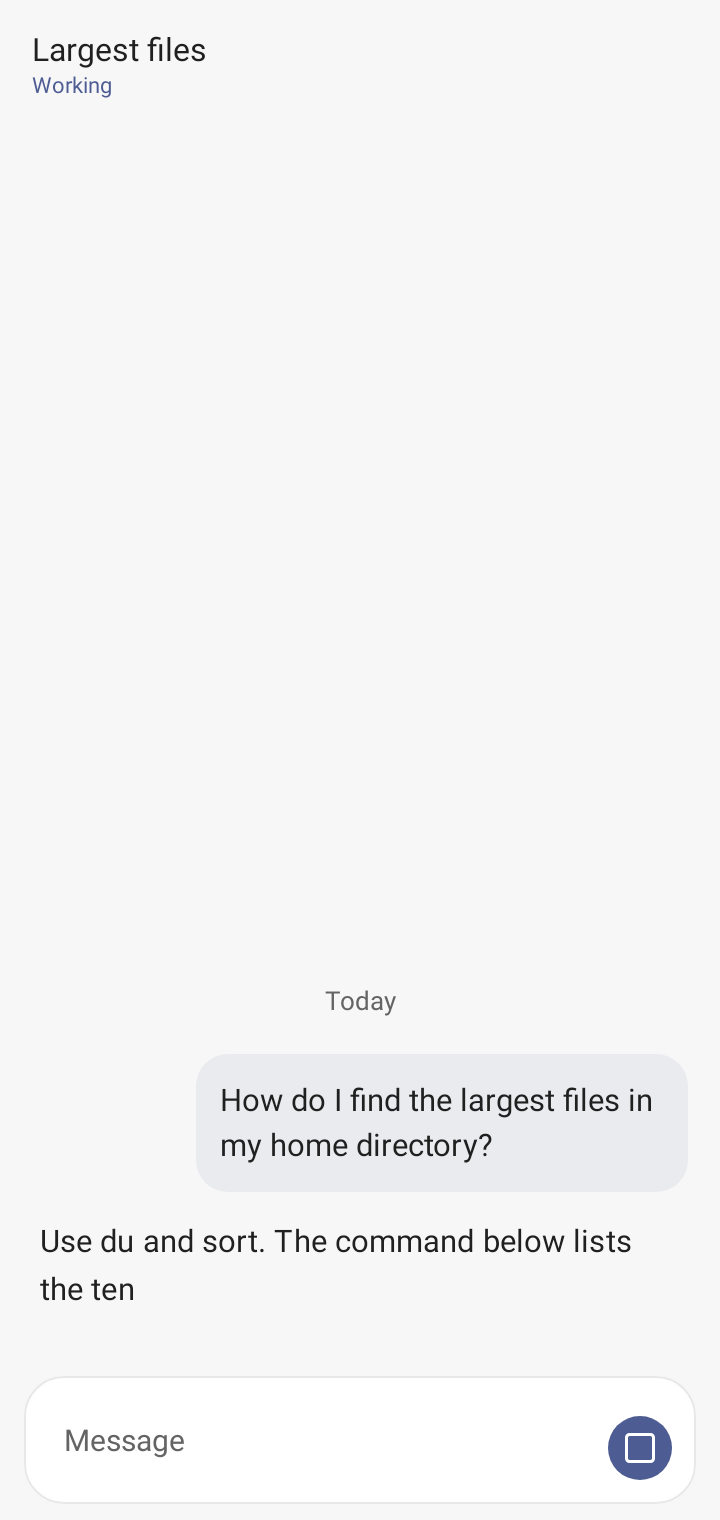 Largest files
Working
Today
How do I find the largest files in
my home directory?
Use du and sort. The command below lists
the ten
Message